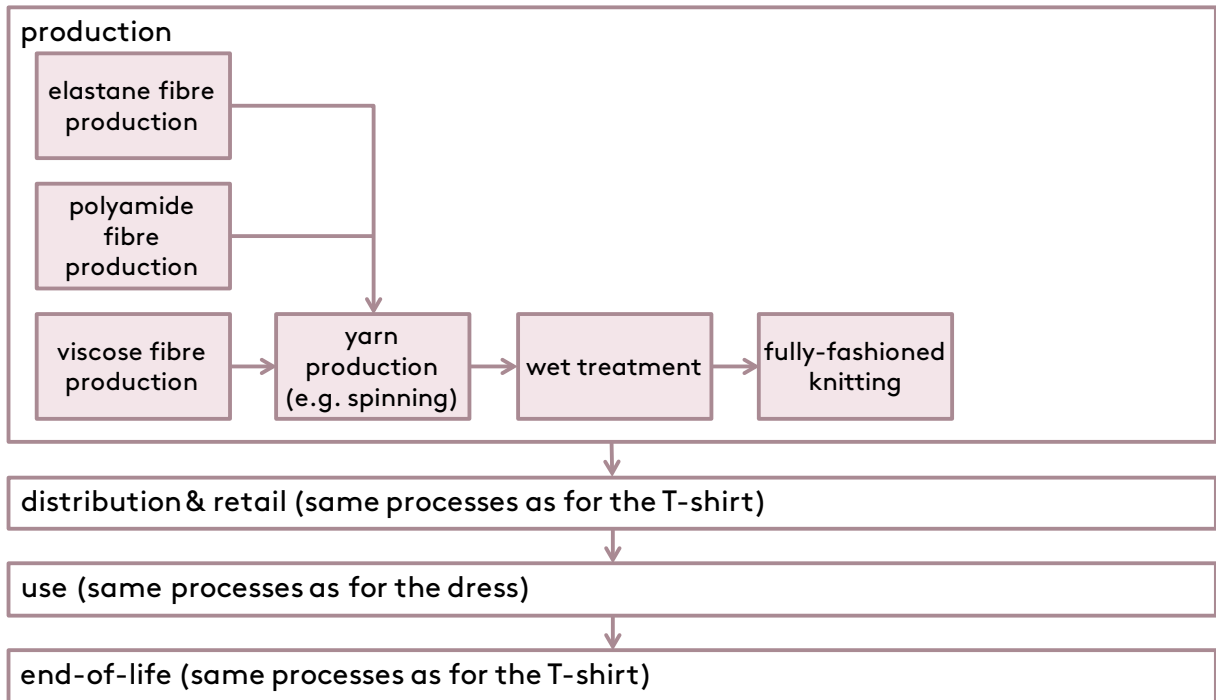 production
elastane fibre
production
polyamide
fibre
production
viscose fibre
production
yarn
production
(e.g. spinning)
wet treatment
fully-fashioned
knitting
distribution & retail (same processes as for the T-shirt)
use (same processes as for the dress)
end-of-life (same processes as for the T-shirt)